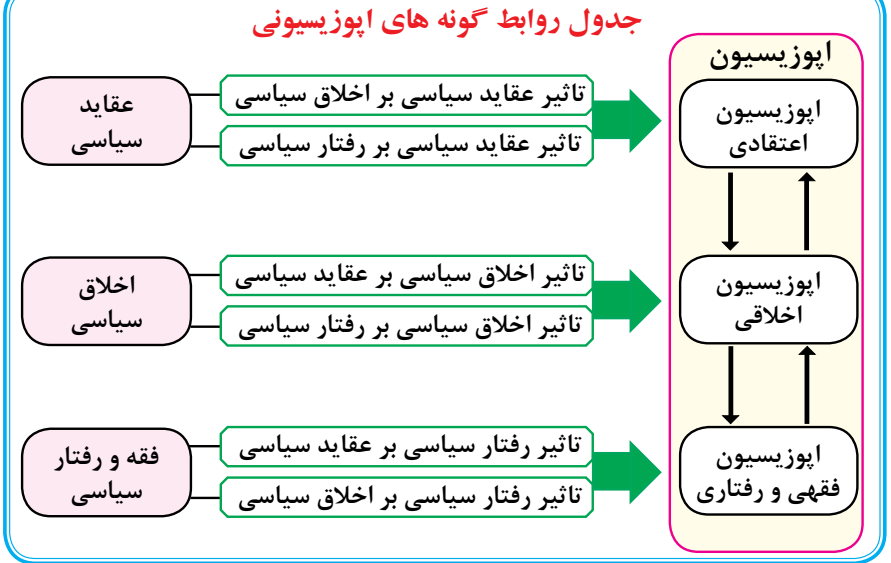 جدول روابط گونه های اپوزیسیونی
اپوزیسیون
اپوزیسیون
اعتقادی
تاثیر عقاید سیاسی بر اخلاق سیاسی
تاثیر عقاید سیاسی بر رفتار سیاسی
عقاید
سیاسی
اپوزیسیون
اخلاقی
تاثیر اخلاق سیاسی بر عقاید سیاسی
تاثیر اخلاق سیاسی بر رفتار سیاسی
اخلاق
سیاسی
اپوزیسیون
فقهی و رفتاری
تاثیر رفتار سیاسی بر عقاید سیاسی
تاثیر رفتار سیاسی بر اخلاق سیاسی
فقه و رفتار
سیاسی